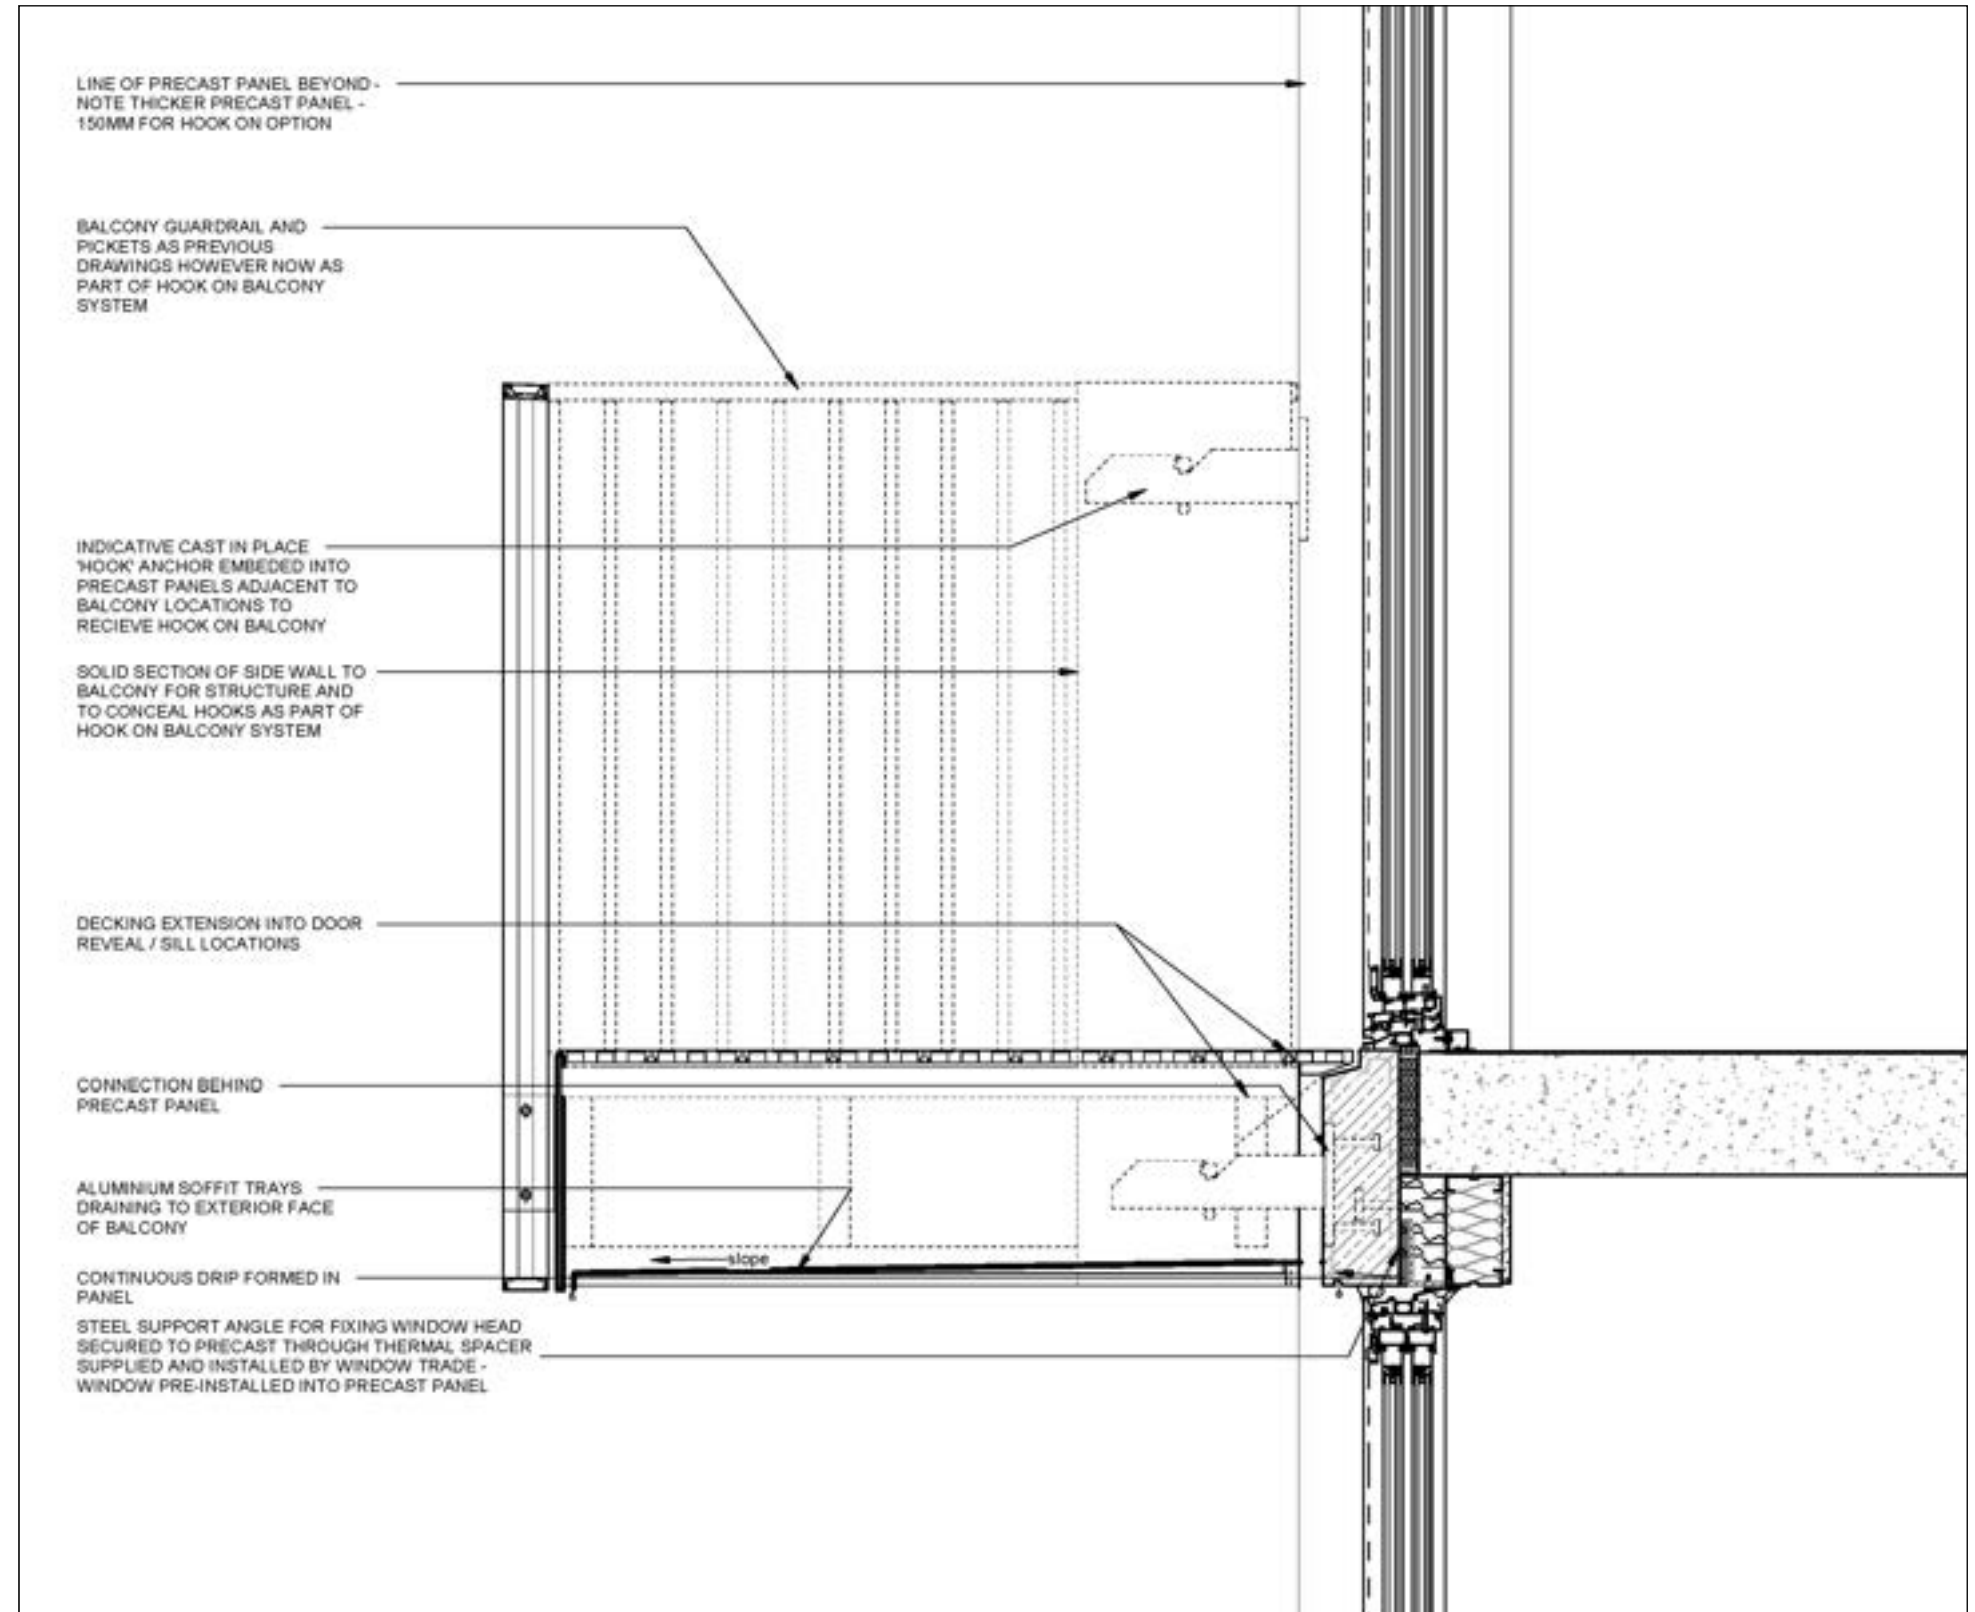 LINE OF PRECAST PANEL BEYOND -
NOTE THICKER PRECAST PANEL -
150MM FOR HOOK ON OPTION
BALCONY GUARDRAIL AND
PICKETS AS PREVIOUS
DRAWINGS HOWEVER NOW AS
PART OF HOOK ON BALCONY
SYSTEM
INDICATIVE CAST IN PLACE
'HOOK' ANCHOR EMBEDED INTO
PRECAST PANELS ADJACENT TO
BALCONY LOCATIONS TO
RECIEVE HOOK ON BALCONY
SOLID SECTION OF SIDE WALL TO
BALCONY FOR STRUCTURE AND
TO CONCEAL HOOKS AS PART OF
HOOK ON BALCONY SYSTEM
DECKING EXTENSION INTO DOOR
REVEAL / SILL LOCATIONS
CONNECTION BEHIND
PRECAST PANEL
ALUMINIUM SOFFIT TRAYS
DRAINING TO EXTERIOR FACE
OF BALCONY
slope
CONTINUOUS DRIP FORMED IN
PANEL
STEEL SUPPORT ANGLE FOR FIXING WINDOW HEAD
SECURED TO PRECAST THROUGH THERMAL SPACER
SUPPLIED AND INSTALLED BY WINDOW TRADE -
WINDOW PRE-INSTALLED INTO PRECAST PANEL